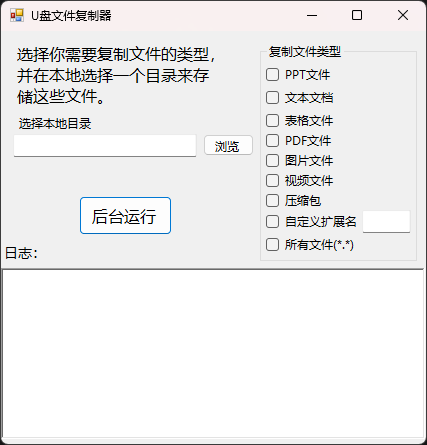 U盘文件复制器
选择你需要复制文件的类型，
并在本地选择一个目录来存
储这些文件。
选择本地目录
浏览
后台运行
复制文件类型
PPT文件
文本文档
表格文件
PDF文件
图片文件
视频文件
压缩包
自定义扩展名
所有文件(*.*)
日志：